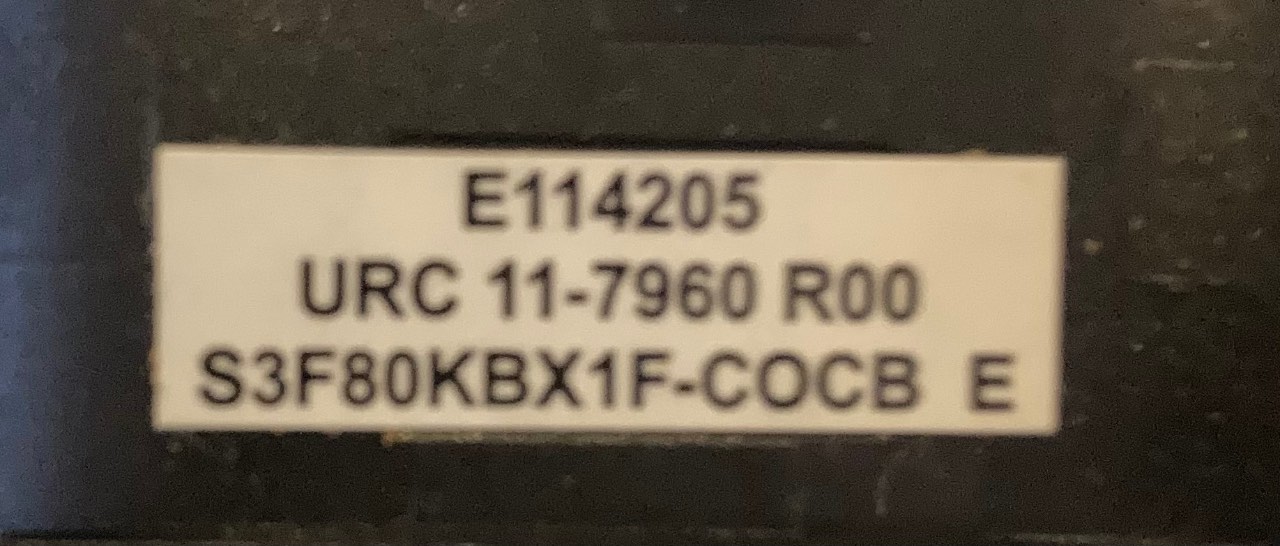 E114205
URC 11-7960 R00
S3F80KBX1F-COCB E